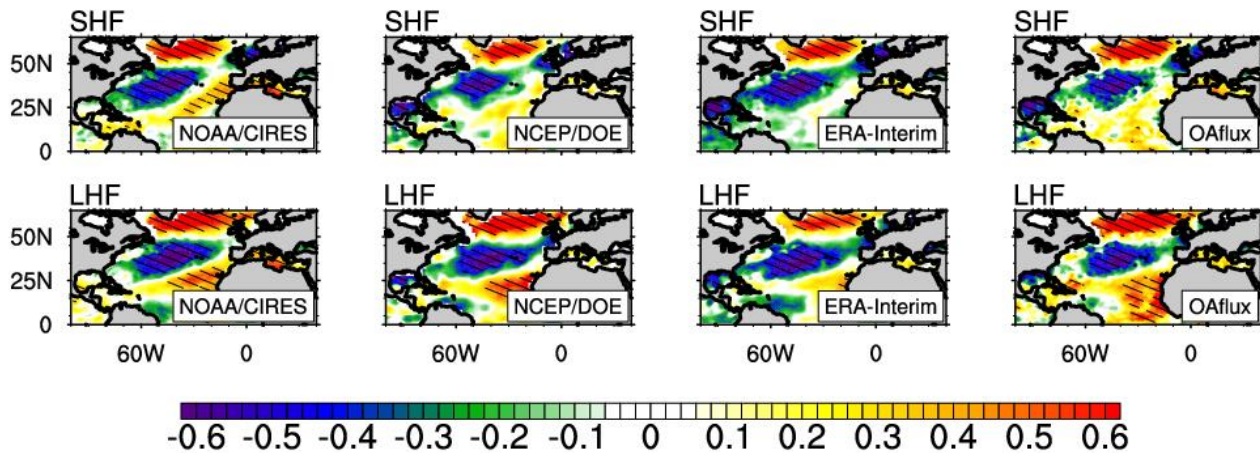 SHF SHF SHF SHF
50N
25N
0
NOAA/CIRES NCEP/DOE ERA-Interim OAflux
LHF LHF LHF LHF
50N
25N
0
NOAA/CIRES NCEP/DOE ERA-Interim OAflux
60W 0 60W 0 60W 0 60W 0
-0.6 -0.5 -0.4 -0.3 -0.2 -0.1 0 0.1 0.2 0.3 0.4 0.5 0.6